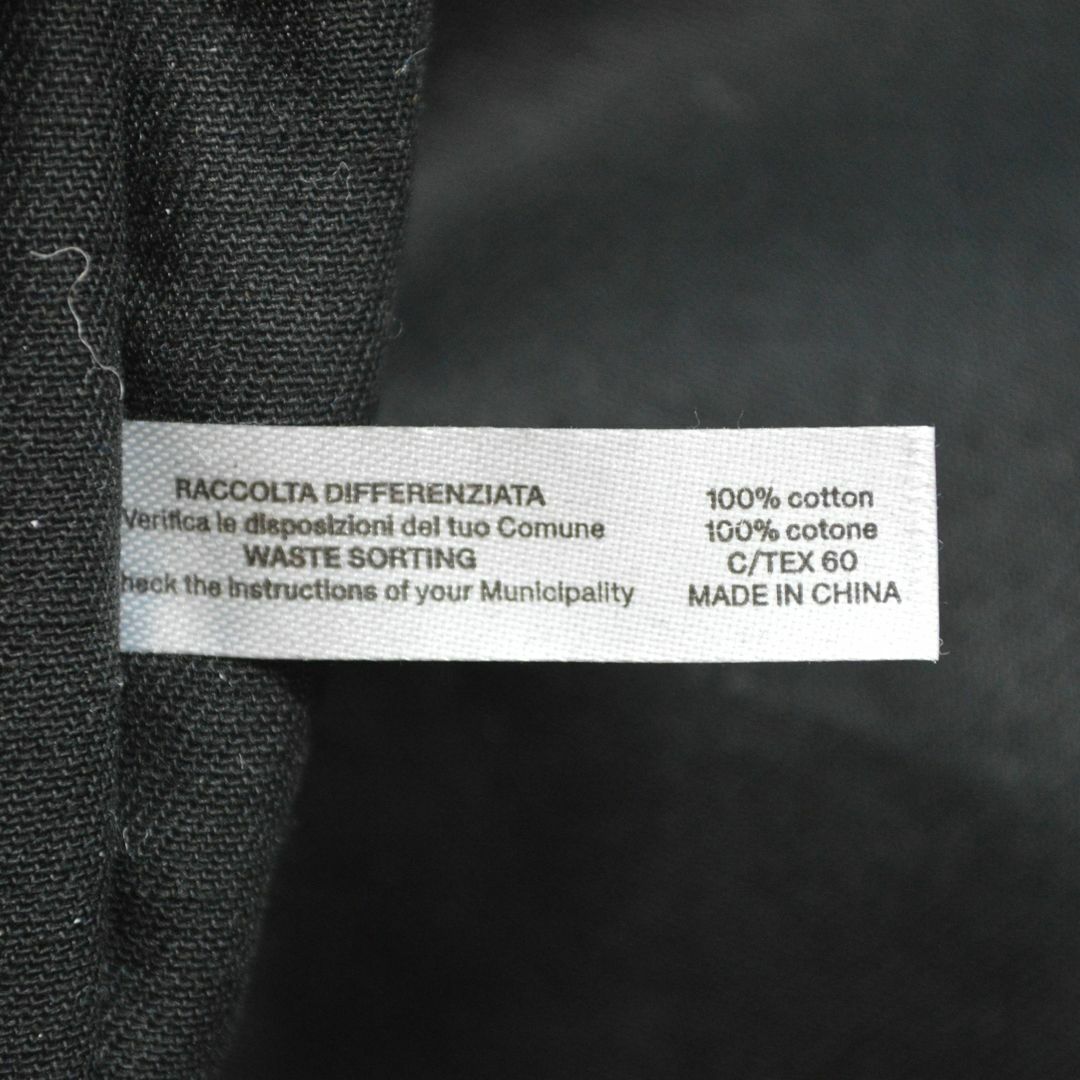 RACCOLTA DIFFERENZIATA
Verifica le disposizioni del tuo Comune
WASTE SORTING
heck the Instructions of your Municipality
100% cotton
100% cotone
C/TEX 60
MADE IN CHINA